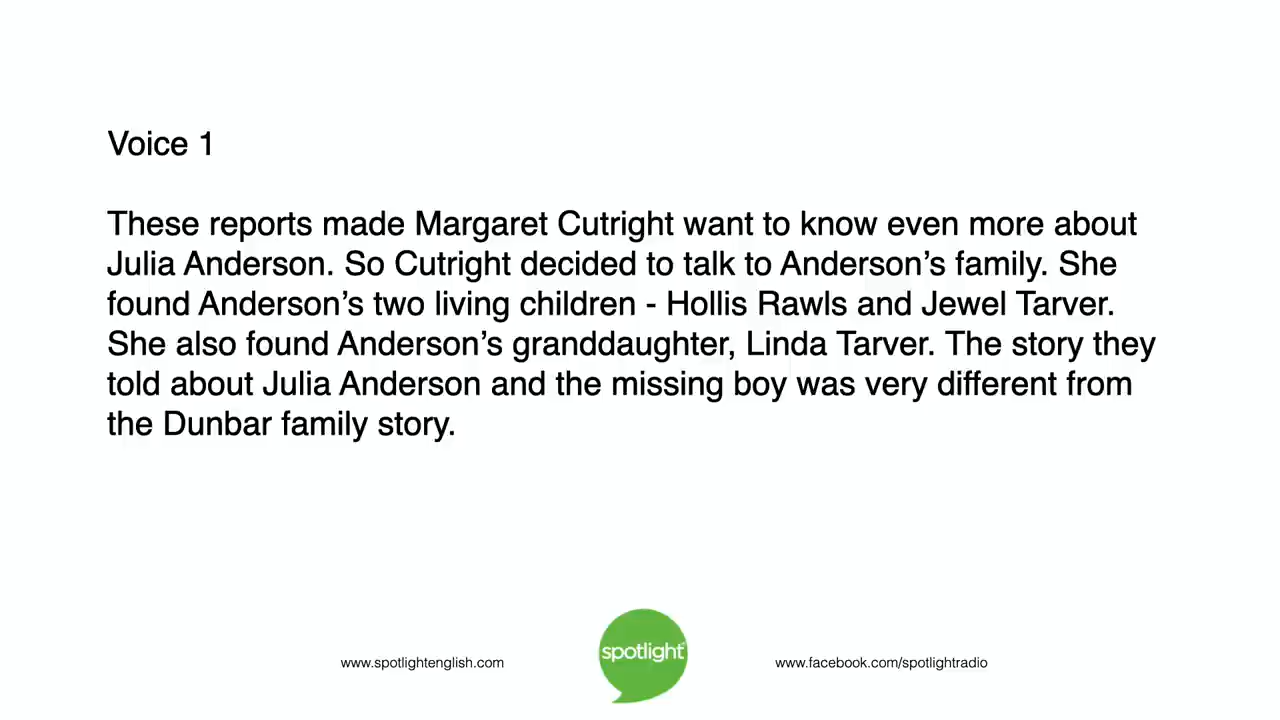 Voice 1
These reports made Margaret Cutright want to know even more about
Julia Anderson. So Cutright decided to talk to Anderson’s family. She
found Anderson’s two living children - Hollis Rawls and Jewel Tarver.
She also found Anderson’s granddaughter, Linda Tarver. The story they
told about Julia Anderson and the missing boy was very different from
the Dunbar family story.
www.spotlightenglish.com
spotlight
www.facebook.com/spotlightradio